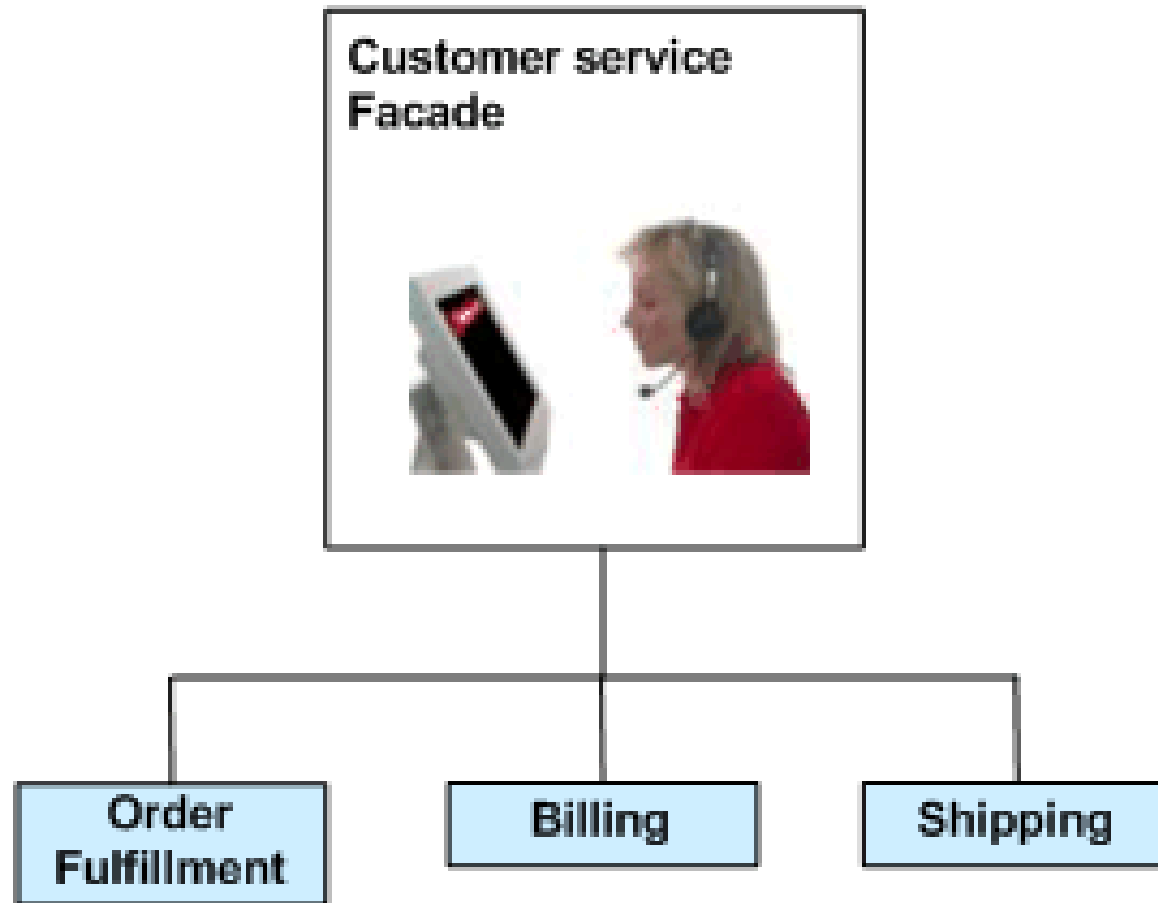 Customer service
Facade
Order
Fulfillment
Billing
Shipping